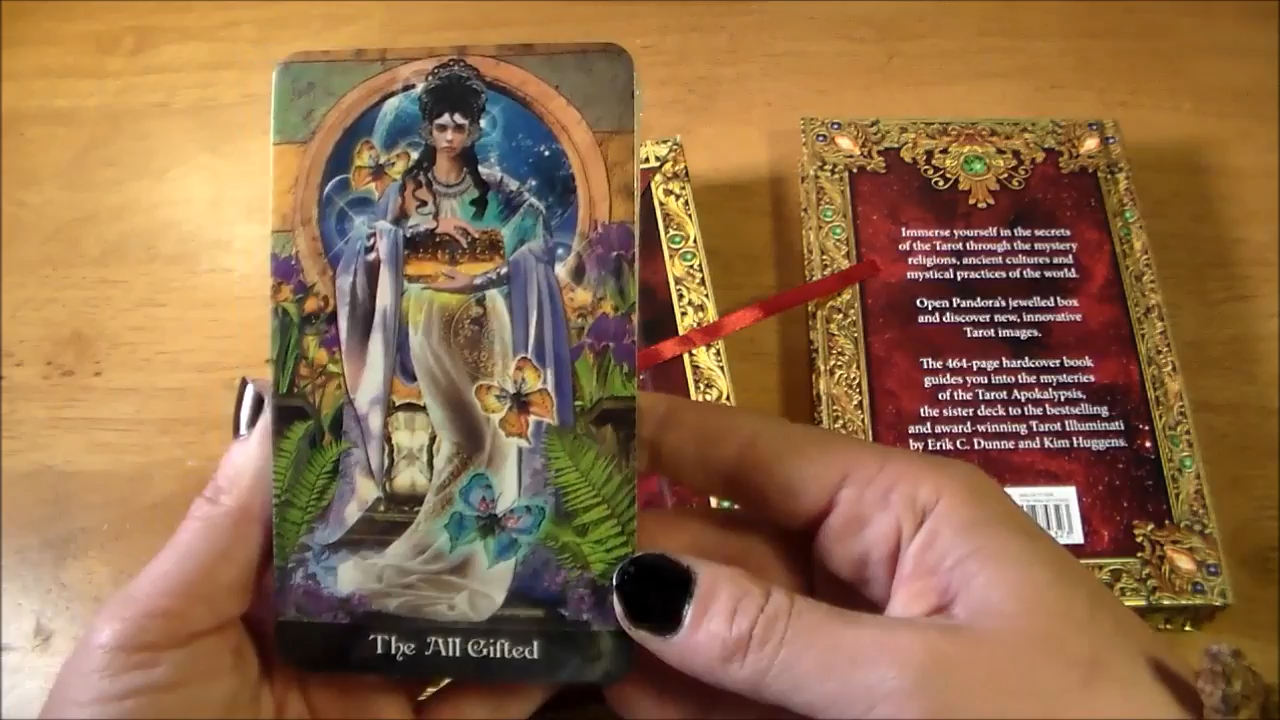 The All Gifted
Immerse yourself in the secrets
of the Tarot through the mystery
religions, ancient cultures and
mystical practices of the world.
Open Pandora's jewelled box
and discover new, innovative
Tarot images.
The 464-page hardcover book
guides you into the mysteries
of the Tarot Apokalypsis,
the sister deck to the bestselling
and award-winning Tarot Illuminati
by Erik C. Dunne and Kim Huggens.